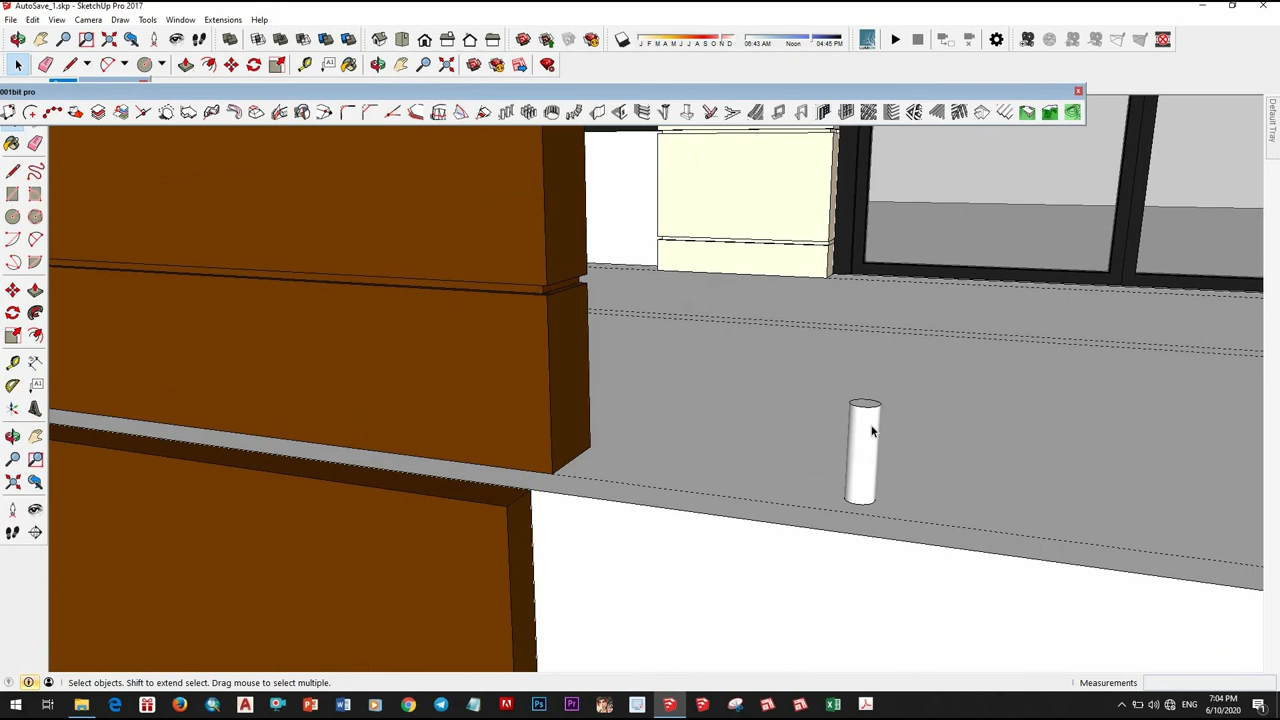 AutoSave_1.skp - SketchUp Pro 2017
File Edit View Camera Draw Tools Window Extensions Help
J F M A M J J A S O N D 06:43 AM Noon 04:45 PM
A1
001bit pro
Default Tray
A1
Select objects. Shift to extend select. Drag mouse to select multiple.
Measurements
ENG
7:04 PM
6/10/2020